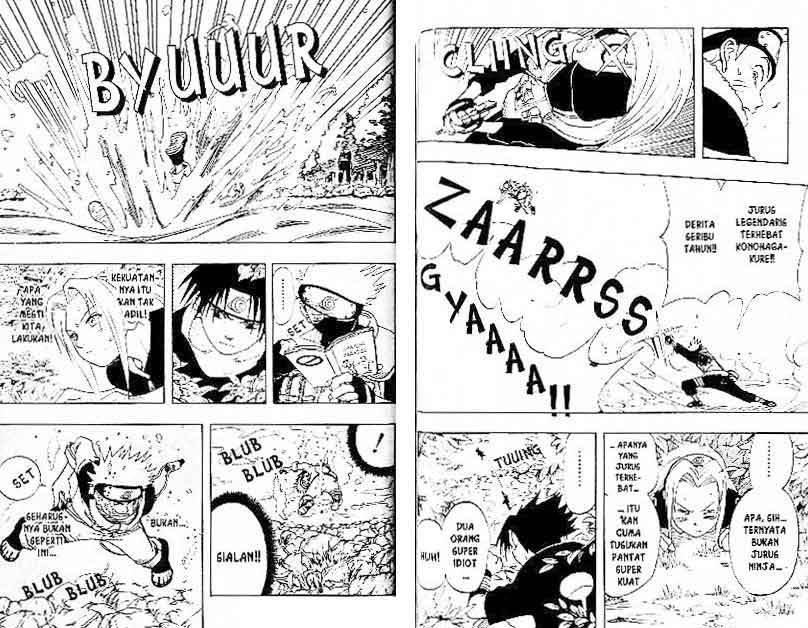 CLIING
JURUS
LEGENDARIS
TERHEBAT
KONOHAGA-
KURE!!
DERITA
SERIBU
TAHUN!!
ZAARRSS
GYAAAA!!
........
APA, SIH...
TERNYATA
BUKAN
JURUS
NINJA...
... APANYA
YANG
JURUS
TERHE-
BAT...
... ITU
KAN
CUMA
TUSUKAN
PANTAT
SUPER
KUAT
TUUING
......
DUA
ORANG
SUPER
IDIOT
...
HUH!
BYUUUR
........
SET
KEKUATAN-
NYA ITU
KAN TAK
ADIL!
APA
YANG
MESTI
KITA
LAKUKAN!
!
BLUB
BLUB
SIALAN!!
BUKAN...
SEHARUS-
NYA BUKAN
SEPERTI
INI...
SET
BLUB
BLUB